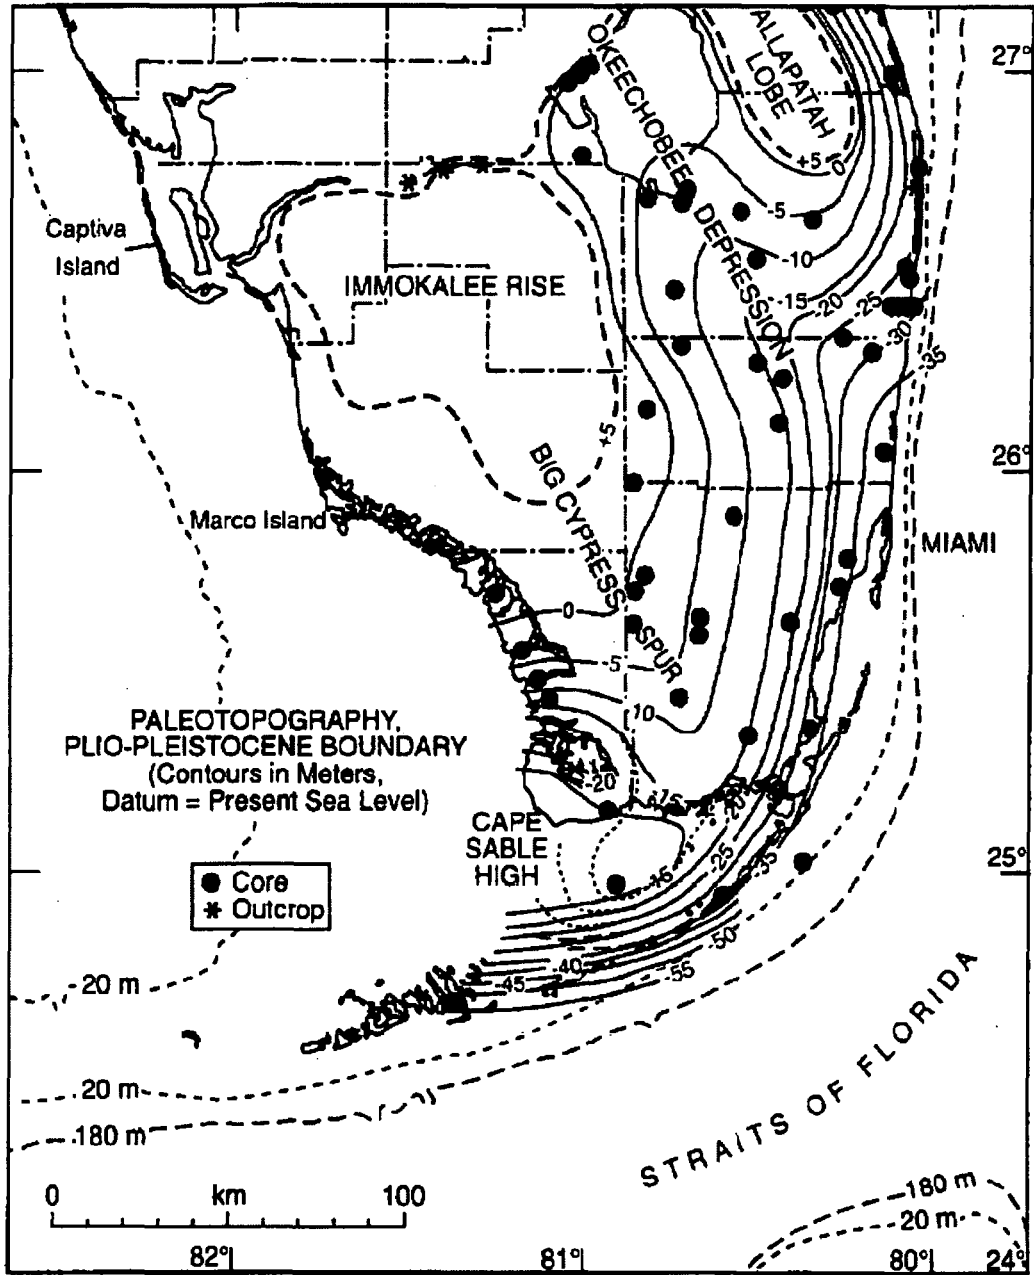 27°
OKEECHOBEE DEPRESSION
ALLAPATAH
LOBE
+5
0
-5
-10
-15
-20
-25
-30
-35
Captiva
Island
IMMOKALEE RISE
+5
26°
BIG CYPRESS SPUR
Marco Island
MIAMI
0
-5
-10
PALEOTOPOGRAPHY,
PLIO-PLEISTOCENE BOUNDARY
(Contours in Meters,
Datum = Present Sea Level)
-15
-20
-15
-20
CAPE
SABLE
HIGH
-15
-25
-35
25°
Core
Outcrop
-40
-45
-50
-55
20 m
20 m
180 m
STRAITS OF FLORIDA
0 km 100
180 m
20 m
82°
81°
80°
24°